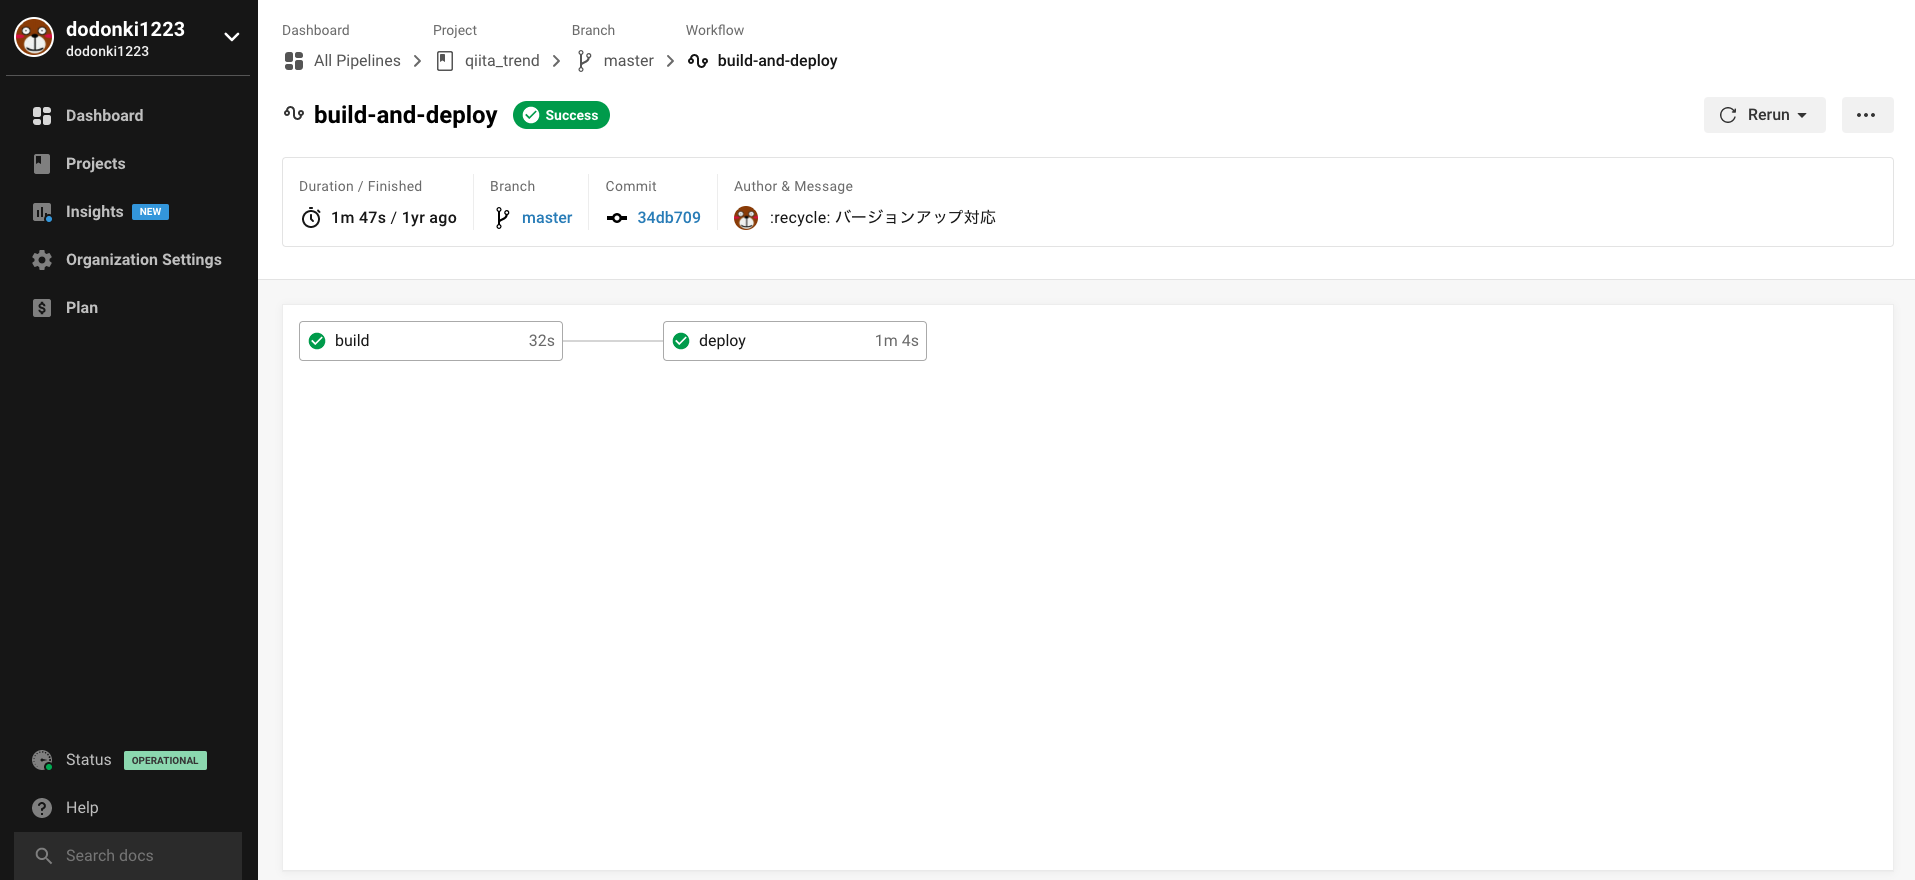 dodonki1223
dodonki1223
Dashboard
Projects
Insights NEW
Organization Settings
Plan
Status OPERATIONAL
Help
Search docs
Dashboard Project Branch Workflow
All Pipelines qiita_trend master build-and-deploy
build-and-deploy Success
Rerun
Duration / Finished Branch Commit Author & Message
1m 47s / 1yr ago master 34db709 :recycle: バージョンアップ対応
build 32s deploy 1m 4s